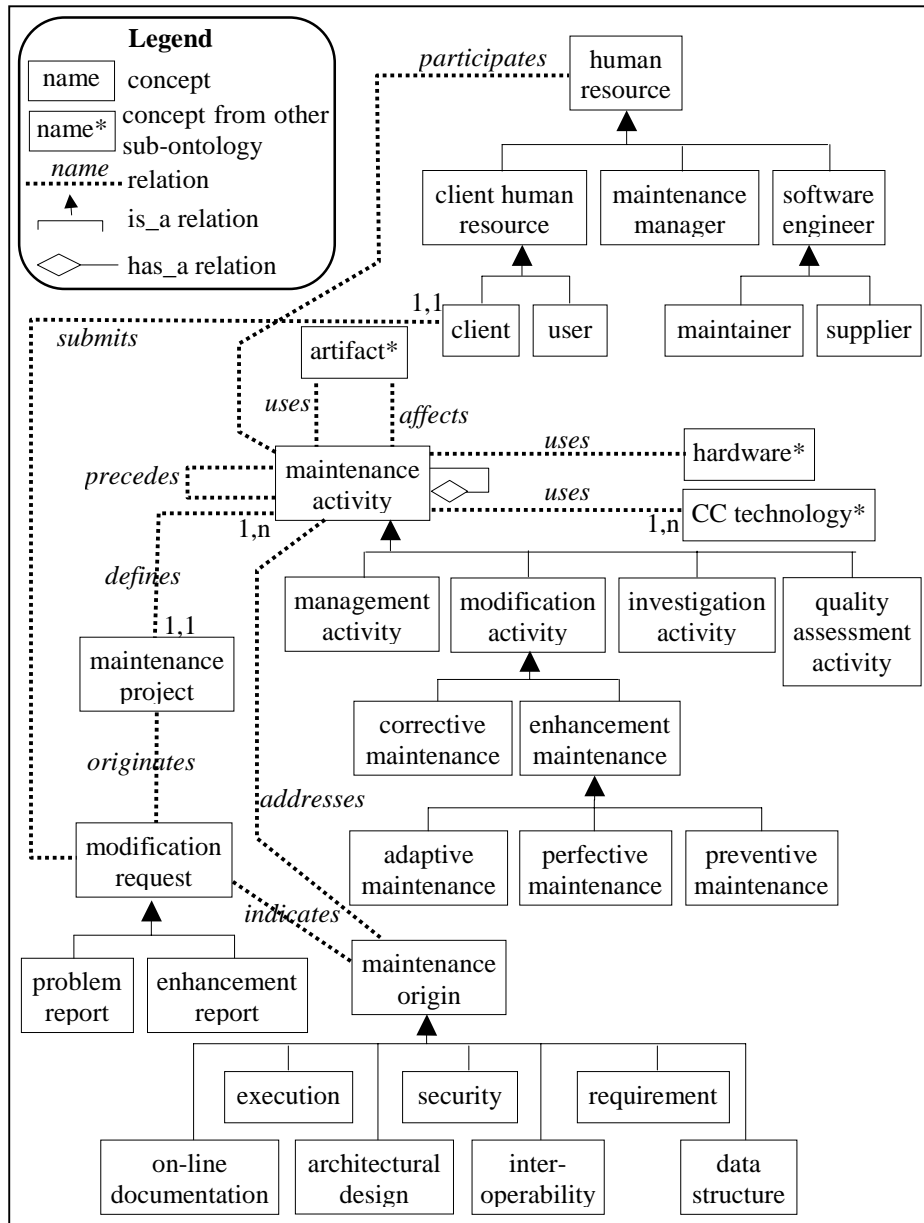 Legend
name
concept
name*
concept from other
sub-ontology
name
relation
is_a relation
has_a relation
participates
human
resource
client human
resource
maintenance
manager
software
engineer
1,1
client
user
maintainer
supplier
submits
artifact*
uses
affects
precedes
maintenance
activity
uses
hardware*
uses
1,n
CC technology*
1,n
defines
1,1
management
activity
modification
activity
investigation
activity
quality
assessment
activity
maintenance
project
corrective
maintenance
enhancement
maintenance
originates
addresses
adaptive
maintenance
perfective
maintenance
preventive
maintenance
modification
request
indicates
problem
report
enhancement
report
maintenance
origin
execution
security
requirement
on-line
documentation
architectural
design
inter-
operability
data
structure